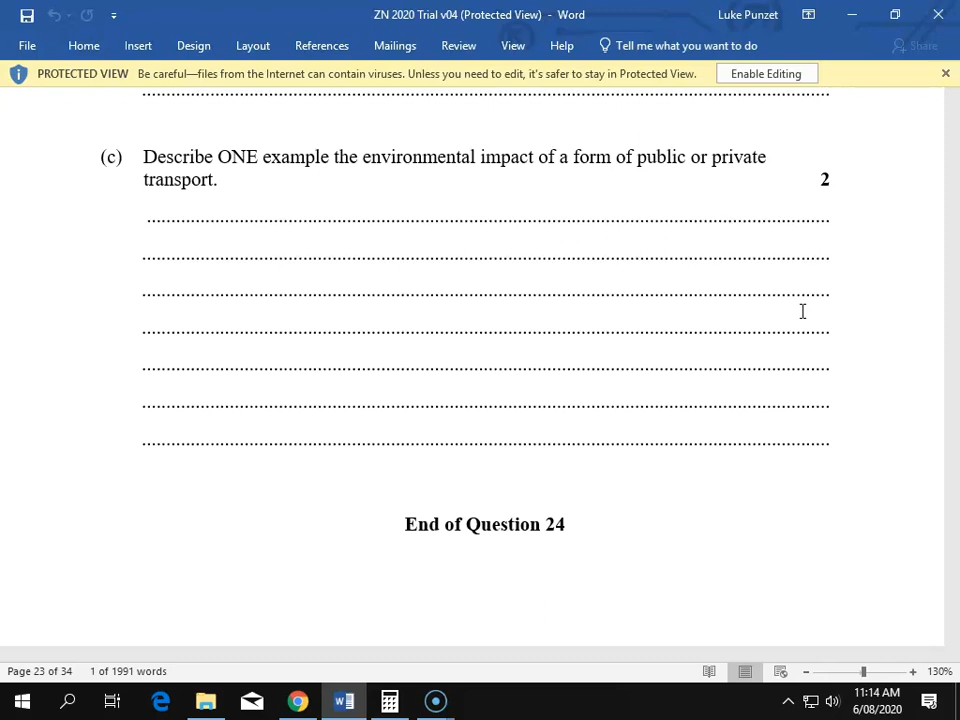 ZN 2020 Trial v04 (Protected View) - Word
Luke Punzet
File Home Insert Design Layout References Mailings Review View Help Tell me what you want to do Share
PROTECTED VIEW Be careful—files from the Internet can contain viruses. Unless you need to edit, it's safer to stay in Protected View. Enable Editing
(c) Describe ONE example the environmental impact of a form of public or private
transport. 2
End of Question 24
Page 23 of 34 1 of 1991 words 130%
11:14 AM
6/08/2020